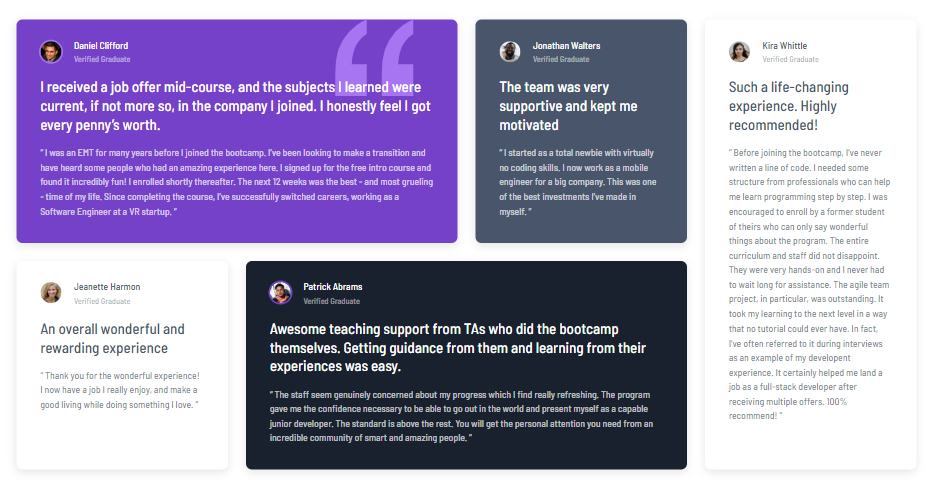 Daniel Clifford
Verified Graduate
I received a job offer mid-course, and the subjects I learned were
current, if not more so, in the company I joined. I honestly feel I got
every penny's worth.
“ I was an EMT for many years before I joined the bootcamp. I've been looking to make a transition and
have heard some people who had an amazing experience here. I signed up for the free intro course and
found it incredibly fun! I enrolled shortly thereafter. The next 12 weeks was the best - and most grueling
- time of my life. Since completing the course, I've successfully switched careers, working as a
Software Engineer at a VR startup. ”
Jonathan Walters
Verified Graduate
The team was very
supportive and kept me
motivated
“ I started as a total newbie with virtually
no coding skills. I now work as a mobile
engineer for a big company. This was one
of the best investments I've made in
myself. ”
Kira Whittle
Verified Graduate
Such a life-changing
experience. Highly
recommended!
“ Before joining the bootcamp, I've never
written a line of code. I needed some
structure from professionals who can help
me learn programming step by step. I was
encouraged to enroll by a former student
of theirs who can only say wonderful
things about the program. The entire
curriculum and staff did not disappoint.
They were very hands-on and I never had
to wait long for assistance. The agile team
project, in particular, was outstanding. It
took my learning to the next level in a way
that no tutorial could ever have. In fact,
I've often referred to it during interviews
as an example of my developent
experience. It certainly helped me land a
job as a full-stack developer after
receiving multiple offers. 100%
recommend! ”
Jeanette Harmon
Verified Graduate
An overall wonderful and
rewarding experience
“ Thank you for the wonderful experience!
I now have a job I really enjoy, and make a
good living while doing something I love. ”
Patrick Abrams
Verified Graduate
Awesome teaching support from TAs who did the bootcamp
themselves. Getting guidance from them and learning from their
experiences was easy.
“ The staff seem genuinely concerned about my progress which I find really refreshing. The program
gave me the confidence necessary to be able to go out in the world and present myself as a capable
junior developer. The standard is above the rest. You will get the personal attention you need from an
incredible community of smart and amazing people. ”